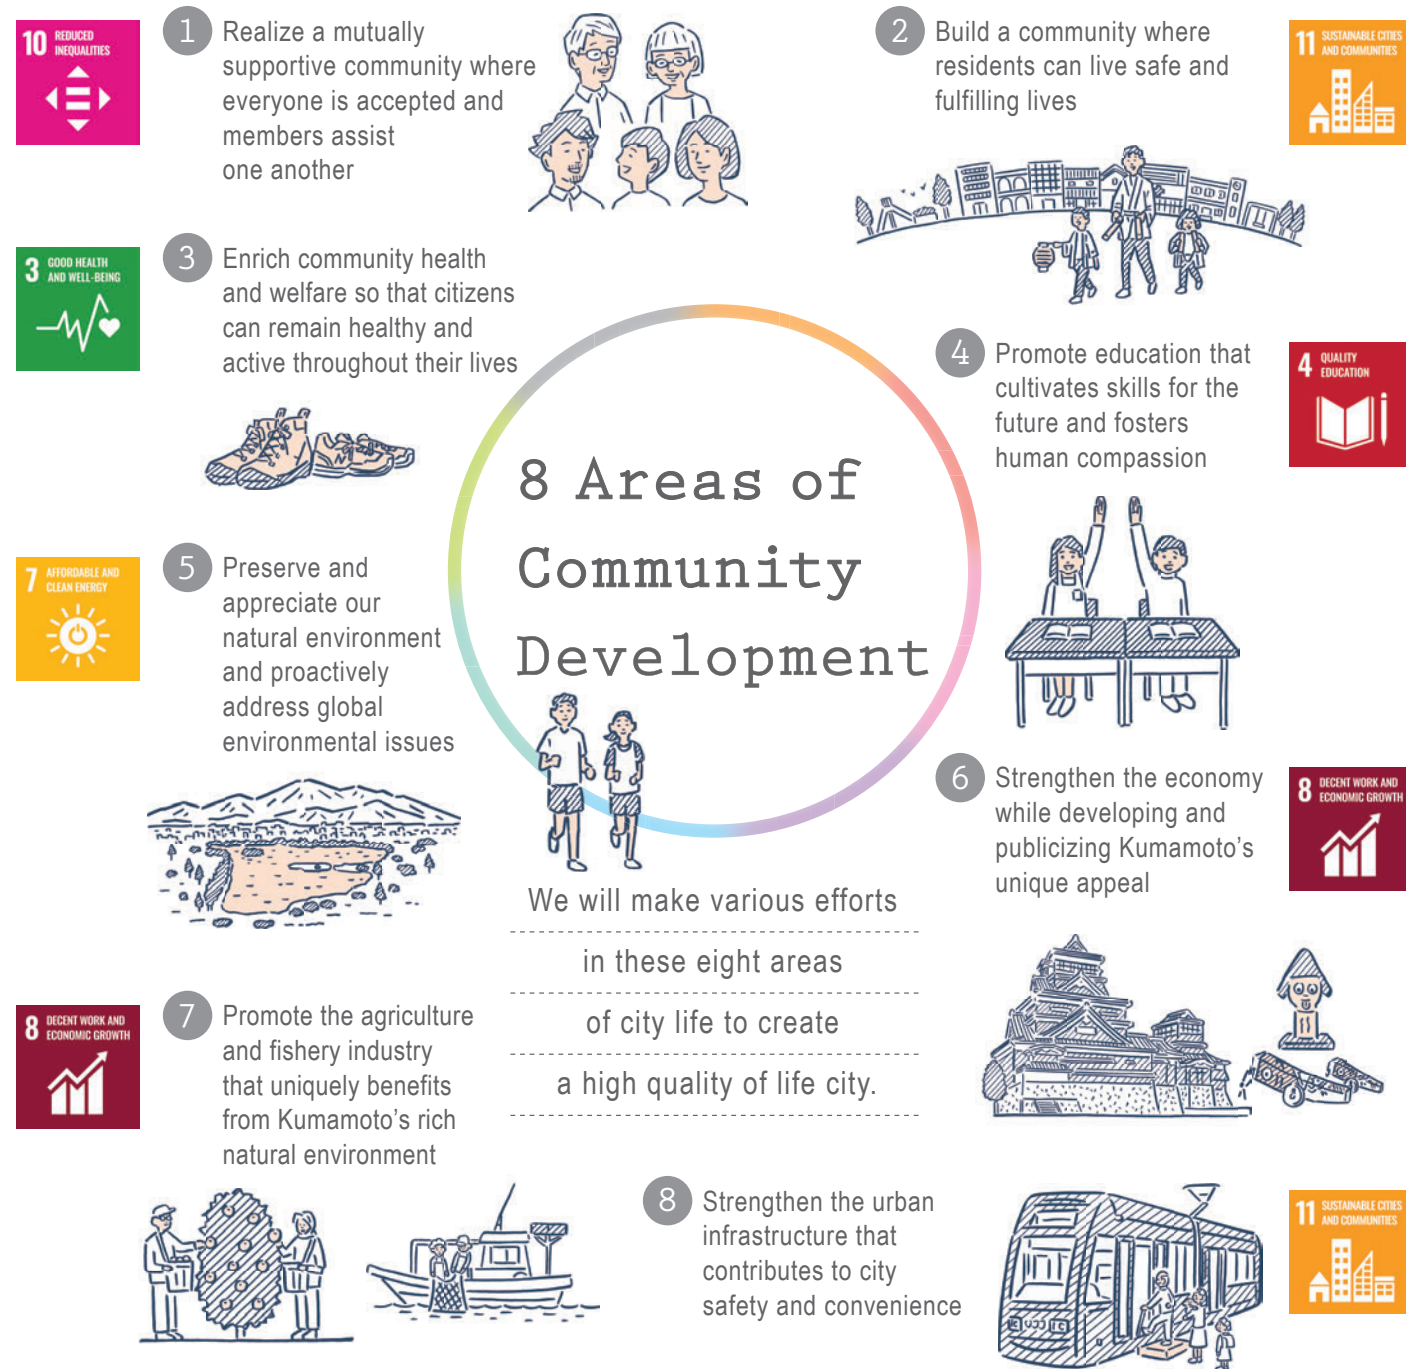 10 REDUCED
INEQUALITIES
1 Realize a mutually
supportive community where
everyone is accepted and
members assist
one another
2 Build a community where
residents can live safe and
fulfilling lives
11 SUSTAINABLE CITIES
AND COMMUNITIES
3 GOOD HEALTH
AND WELL-BEING
3 Enrich community health
and welfare so that citizens
can remain healthy and
active throughout their lives
4 Promote education that
cultivates skills for the
future and fosters
human compassion
4 QUALITY
EDUCATION
8 Areas of
Community
Development
7 AFFORDABLE AND
CLEAN ENERGY
5 Preserve and
appreciate our
natural environment
and proactively
address global
environmental issues
6 Strengthen the economy
while developing and
publicizing Kumamoto's
unique appeal
8 DECENT WORK AND
ECONOMIC GROWTH
We will make various efforts
in these eight areas
of city life to create
a high quality of life city.
8 DECENT WORK AND
ECONOMIC GROWTH
7 Promote the agriculture
and fishery industry
that uniquely benefits
from Kumamoto's rich
natural environment
8 Strengthen the urban
infrastructure that
contributes to city
safety and convenience
11 SUSTAINABLE CITIES
AND COMMUNITIES